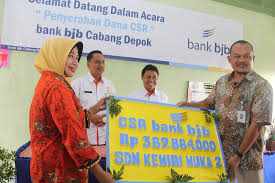 Selamat Datang Dalam Acara
" Penyerahan Dana CSR "
bank bjb Cabang Depok
bank bjb
CSR bank bjb
Rp 389.884.000
SDN KEMIRI MUKA 2